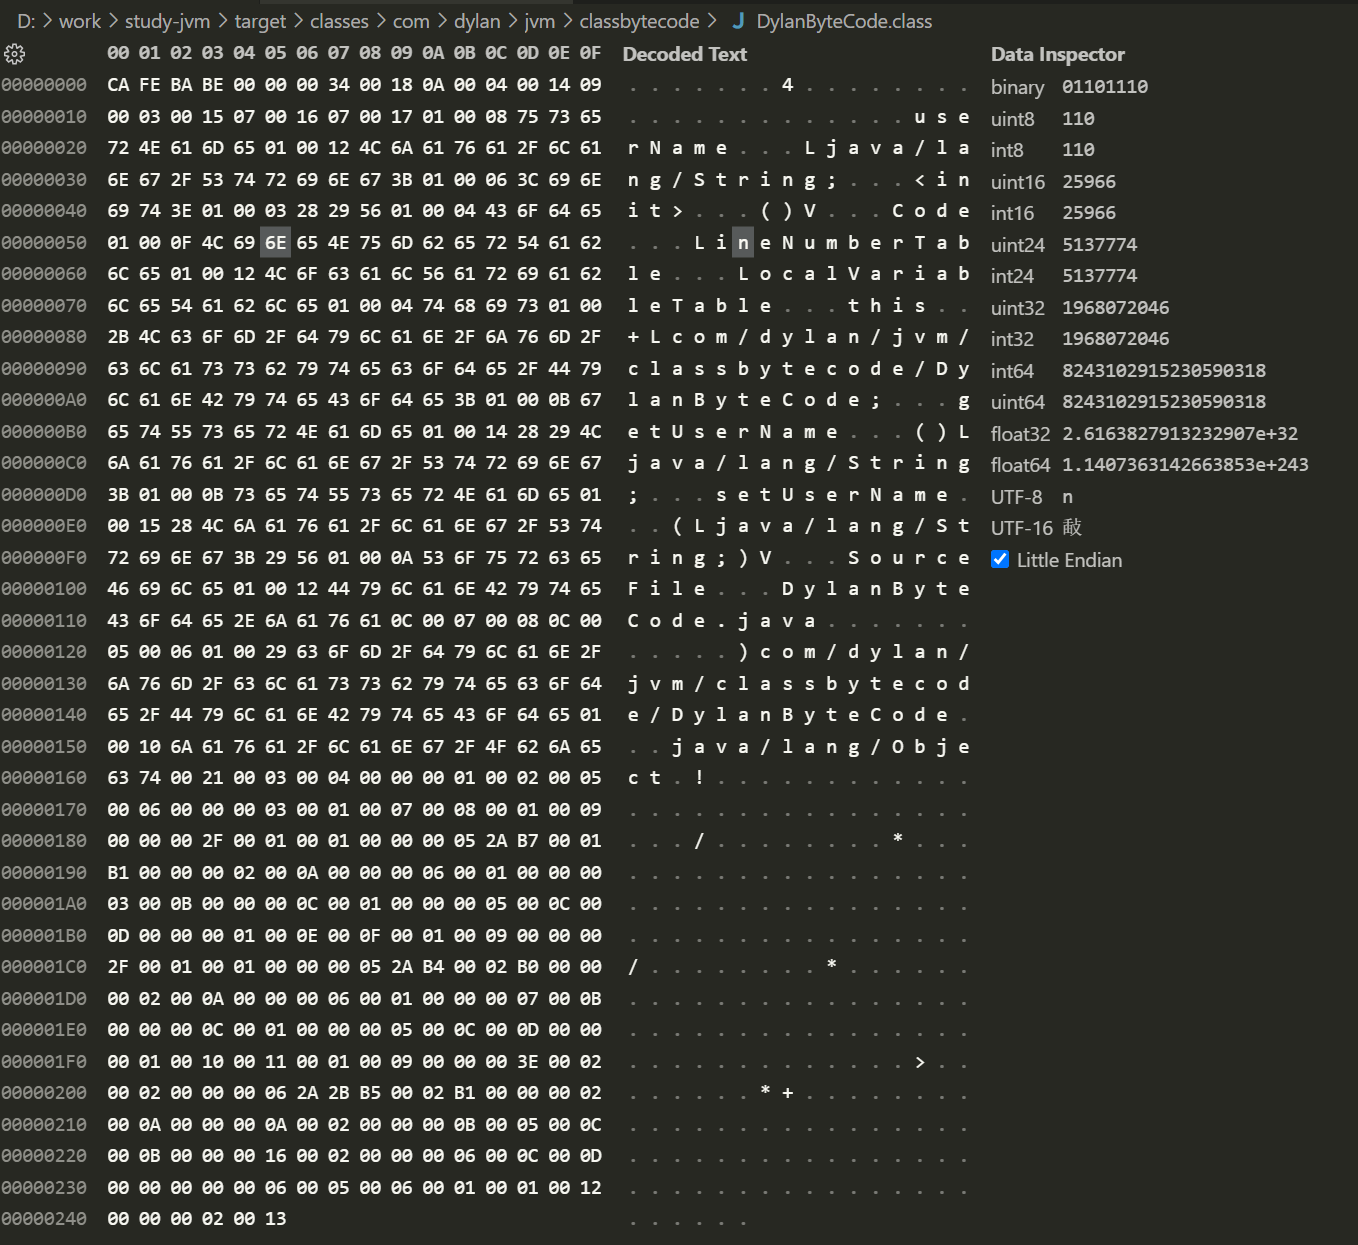 D: > work > study-jvm > target > classes > com > dylan > jvm > classbytecode > J DylanByteCode.class
00 01 02 03 04 05 06 07 08 09 0A 0B 0C 0D 0E 0F Decoded Text Data Inspector
00000000 CA FE BA BE 00 00 00 34 00 18 0A 00 04 00 14 09 . . . . . . . 4 . . . . . . . . binary 01101110
00000010 00 03 00 15 07 00 16 07 00 17 01 00 08 75 73 65 . . . . . . . . . . . . . u s e uint8 110
00000020 72 4E 61 6D 65 01 00 12 4C 6A 61 76 61 2F 6C 61 r N a m e . . . L j a v a / l a int8 110
00000030 6E 67 2F 53 74 72 69 6E 67 3B 01 00 06 3C 69 6E n g / S t r i n g ; . . . < i n uint16 25966
00000040 69 74 3E 01 00 03 28 29 56 01 00 04 43 6F 64 65 i t > . . . ( ) V . . . C o d e int16 25966
00000050 01 00 0F 4C 69 6E 65 4E 75 6D 62 65 72 54 61 62 . . . L i n e N u m b e r T a b uint24 5137774
00000060 6C 65 01 00 12 4C 6F 63 61 6C 56 61 72 69 61 62 l e . . . L o c a l V a r i a b int24 5137774
00000070 6C 65 54 61 62 6C 65 01 00 04 74 68 69 73 01 00 l e T a b l e . . . t h i s . . uint32 1968072046
00000080 2B 4C 63 6F 6D 2F 64 79 6C 61 6E 2F 6A 76 6D 2F + L c o m / d y l a n / j v m / int32 1968072046
00000090 63 6C 61 73 73 62 79 74 65 63 6F 64 65 2F 44 79 c l a s s b y t e c o d e / D y int64 8243102915230590318
000000A0 6C 61 6E 42 79 74 65 43 6F 64 65 3B 01 00 0B 67 l a n B y t e C o d e ; . . . g uint64 8243102915230590318
000000B0 65 74 55 73 65 72 4E 61 6D 65 01 00 14 28 29 4C e t U s e r N a m e . . . ( ) L float32 2.6163827913232907e+32
000000C0 6A 61 76 61 2F 6C 61 6E 67 2F 53 74 72 69 6E 67 j a v a / l a n g / S t r i n g float64 1.1407363142663853e+243
000000D0 3B 01 00 0B 73 65 74 55 73 65 72 4E 61 6D 65 01 ; . . . s e t U s e r N a m e . UTF-8 n
000000E0 00 15 28 4C 6A 61 76 61 2F 6C 61 6E 67 2F 53 74 . . ( L j a v a / l a n g / S t UTF-16 敮
000000F0 72 69 6E 67 3B 29 56 01 00 0A 53 6F 75 72 63 65 r i n g ; ) V . . . S o u r c e Little Endian
00000100 46 69 6C 65 01 00 12 44 79 6C 61 6E 42 79 74 65 F i l e . . . D y l a n B y t e
00000110 43 6F 64 65 2E 6A 61 76 61 0C 00 07 00 08 0C 00 C o d e . j a v a . . . . . . .
00000120 05 00 06 01 00 29 63 6F 6D 2F 64 79 6C 61 6E 2F . . . . . ) c o m / d y l a n /
00000130 6A 76 6D 2F 63 6C 61 73 73 62 79 74 65 63 6F 64 j v m / c l a s s b y t e c o d
00000140 65 2F 44 79 6C 61 6E 42 79 74 65 43 6F 64 65 01 e / D y l a n B y t e C o d e .
00000150 00 10 6A 61 76 61 2F 6C 61 6E 67 2F 4F 62 6A 65 . . j a v a / l a n g / O b j e
00000160 63 74 00 21 00 03 00 04 00 00 00 01 00 02 00 05 c t . ! . . . . . . . . . . . .
00000170 00 06 00 00 00 03 00 01 00 07 00 08 00 01 00 09 . . . . . . . . . . . . . . . .
00000180 00 00 00 2F 00 01 00 01 00 00 00 05 2A B7 00 01 . . . / . . . . . . . . * . . .
00000190 B1 00 00 00 02 00 0A 00 00 00 06 00 01 00 00 00 . . . . . . . . . . . . . . . .
000001A0 03 00 0B 00 00 00 0C 00 01 00 00 00 05 00 0C 00 . . . . . . . . . . . . . . . .
000001B0 0D 00 00 00 01 00 0E 00 0F 00 01 00 09 00 00 00 . . . . . . . . . . . . . . . .
000001C0 2F 00 01 00 01 00 00 00 05 2A B4 00 02 B0 00 00 / . . . . . . . . * . . . . . .
000001D0 00 02 00 0A 00 00 00 06 00 01 00 00 00 07 00 0B . . . . . . . . . . . . . . . .
000001E0 00 00 00 0C 00 01 00 00 00 05 00 0C 00 0D 00 00 . . . . . . . . . . . . . . . .
000001F0 00 01 00 10 00 11 00 01 00 09 00 00 00 3E 00 02 . . . . . . . . . . . . . > . .
00000200 00 02 00 00 00 06 2A 2B B5 00 02 B1 00 00 00 02 . . . . . . * + . . . . . . . .
00000210 00 0A 00 00 00 0A 00 02 00 00 00 0B 00 05 00 0C . . . . . . . . . . . . . . . .
00000220 00 0B 00 00 00 16 00 02 00 00 00 06 00 0C 00 0D . . . . . . . . . . . . . . . .
00000230 00 00 00 00 00 06 00 05 00 06 00 01 00 01 00 12 . . . . . . . . . . . . . . . .
00000240 00 00 00 02 00 13 . . . . . .